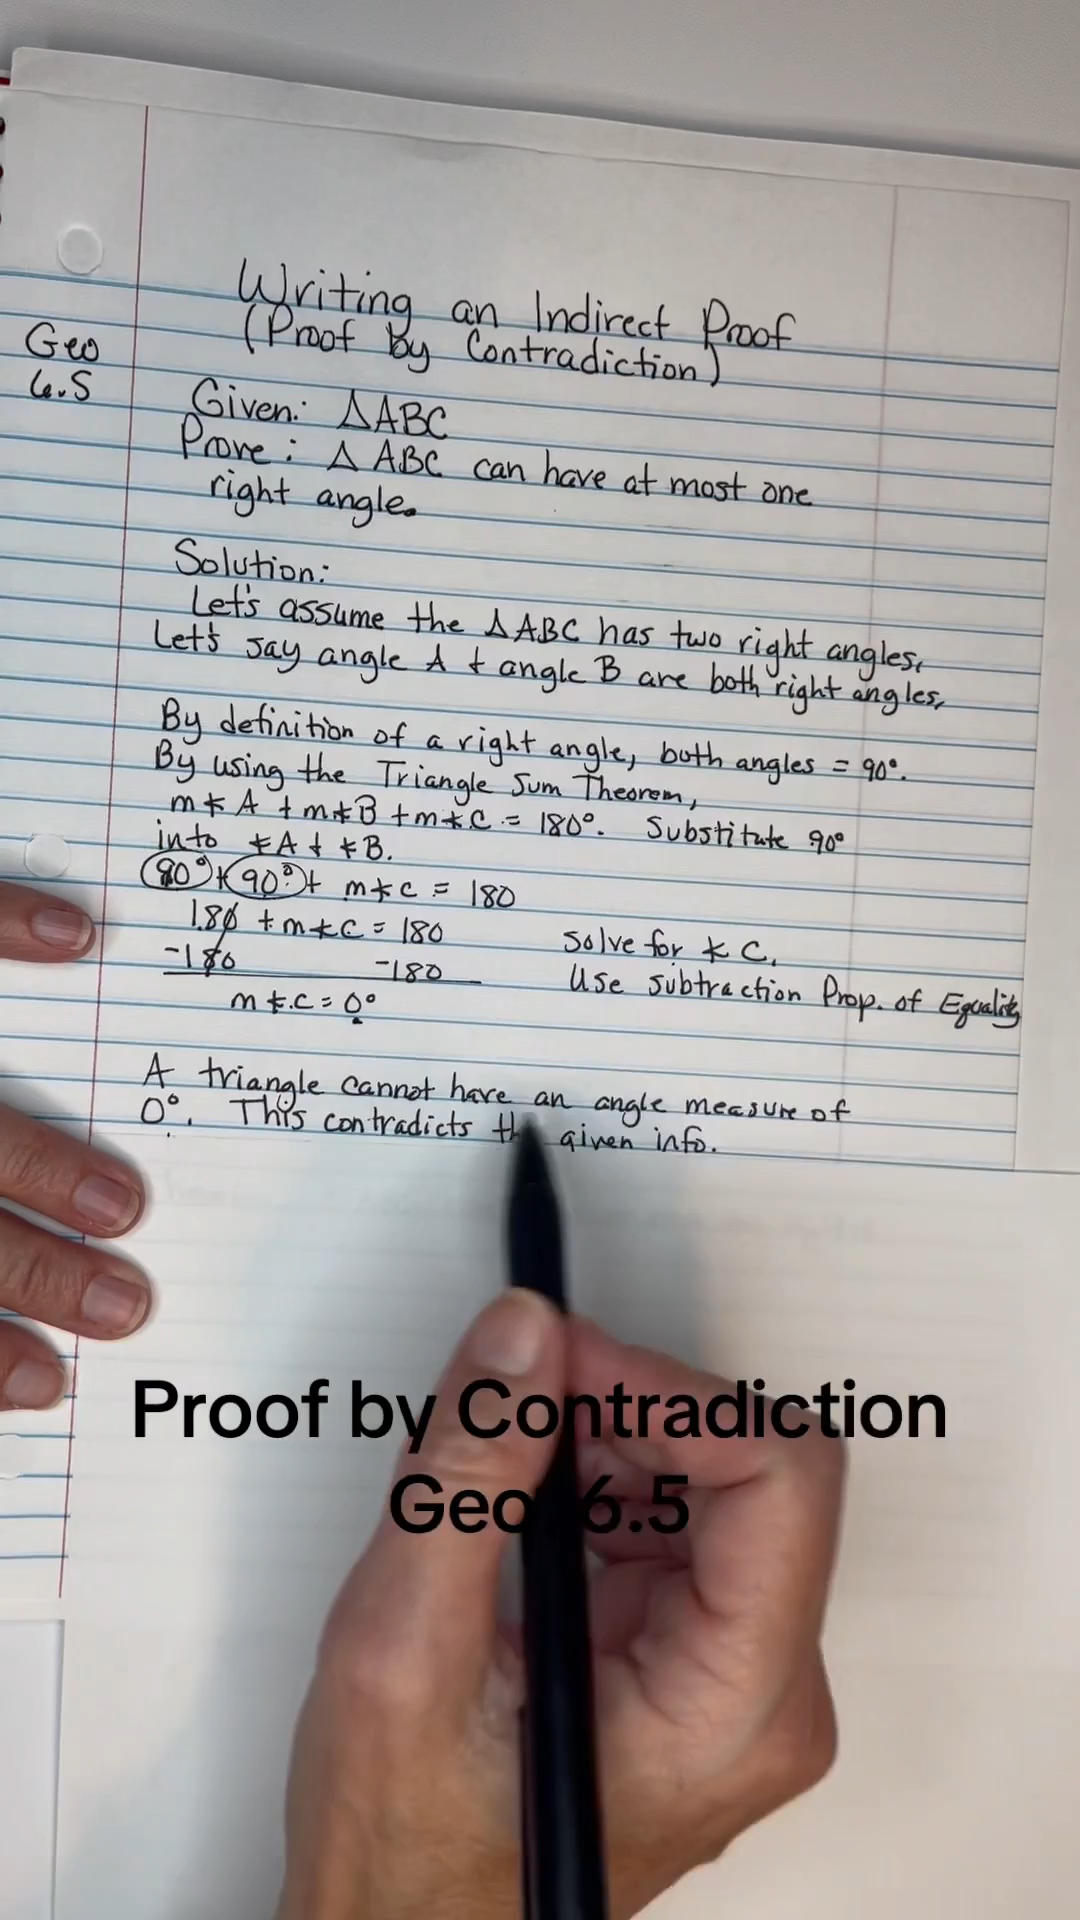 Writing an Indirect Proof
(Proof by Contradiction)
Geo
6.5
Given: △ABC
Prove: △ABC can have at most one
right angle.
Solution:
Let's assume the △ABC has two right angles.
Let's say angle A + angle B are both right angles.
By definition of a right angle, both angles = 90°.
By using the Triangle Sum Theorem,
m∡A + m∡B + m∡C = 180°. Substitute 90°
into ∡A + ∡B.
90° + 90° + m∡C = 180
180 + m∡C = 180 Solve for ∡C.
-180 -180 Use subtraction Prop. of Equality
m∡C = 0°
A triangle cannot have an angle measure of
0°. This contradicts the given info.
Proof by Contradiction
Geo 6.5